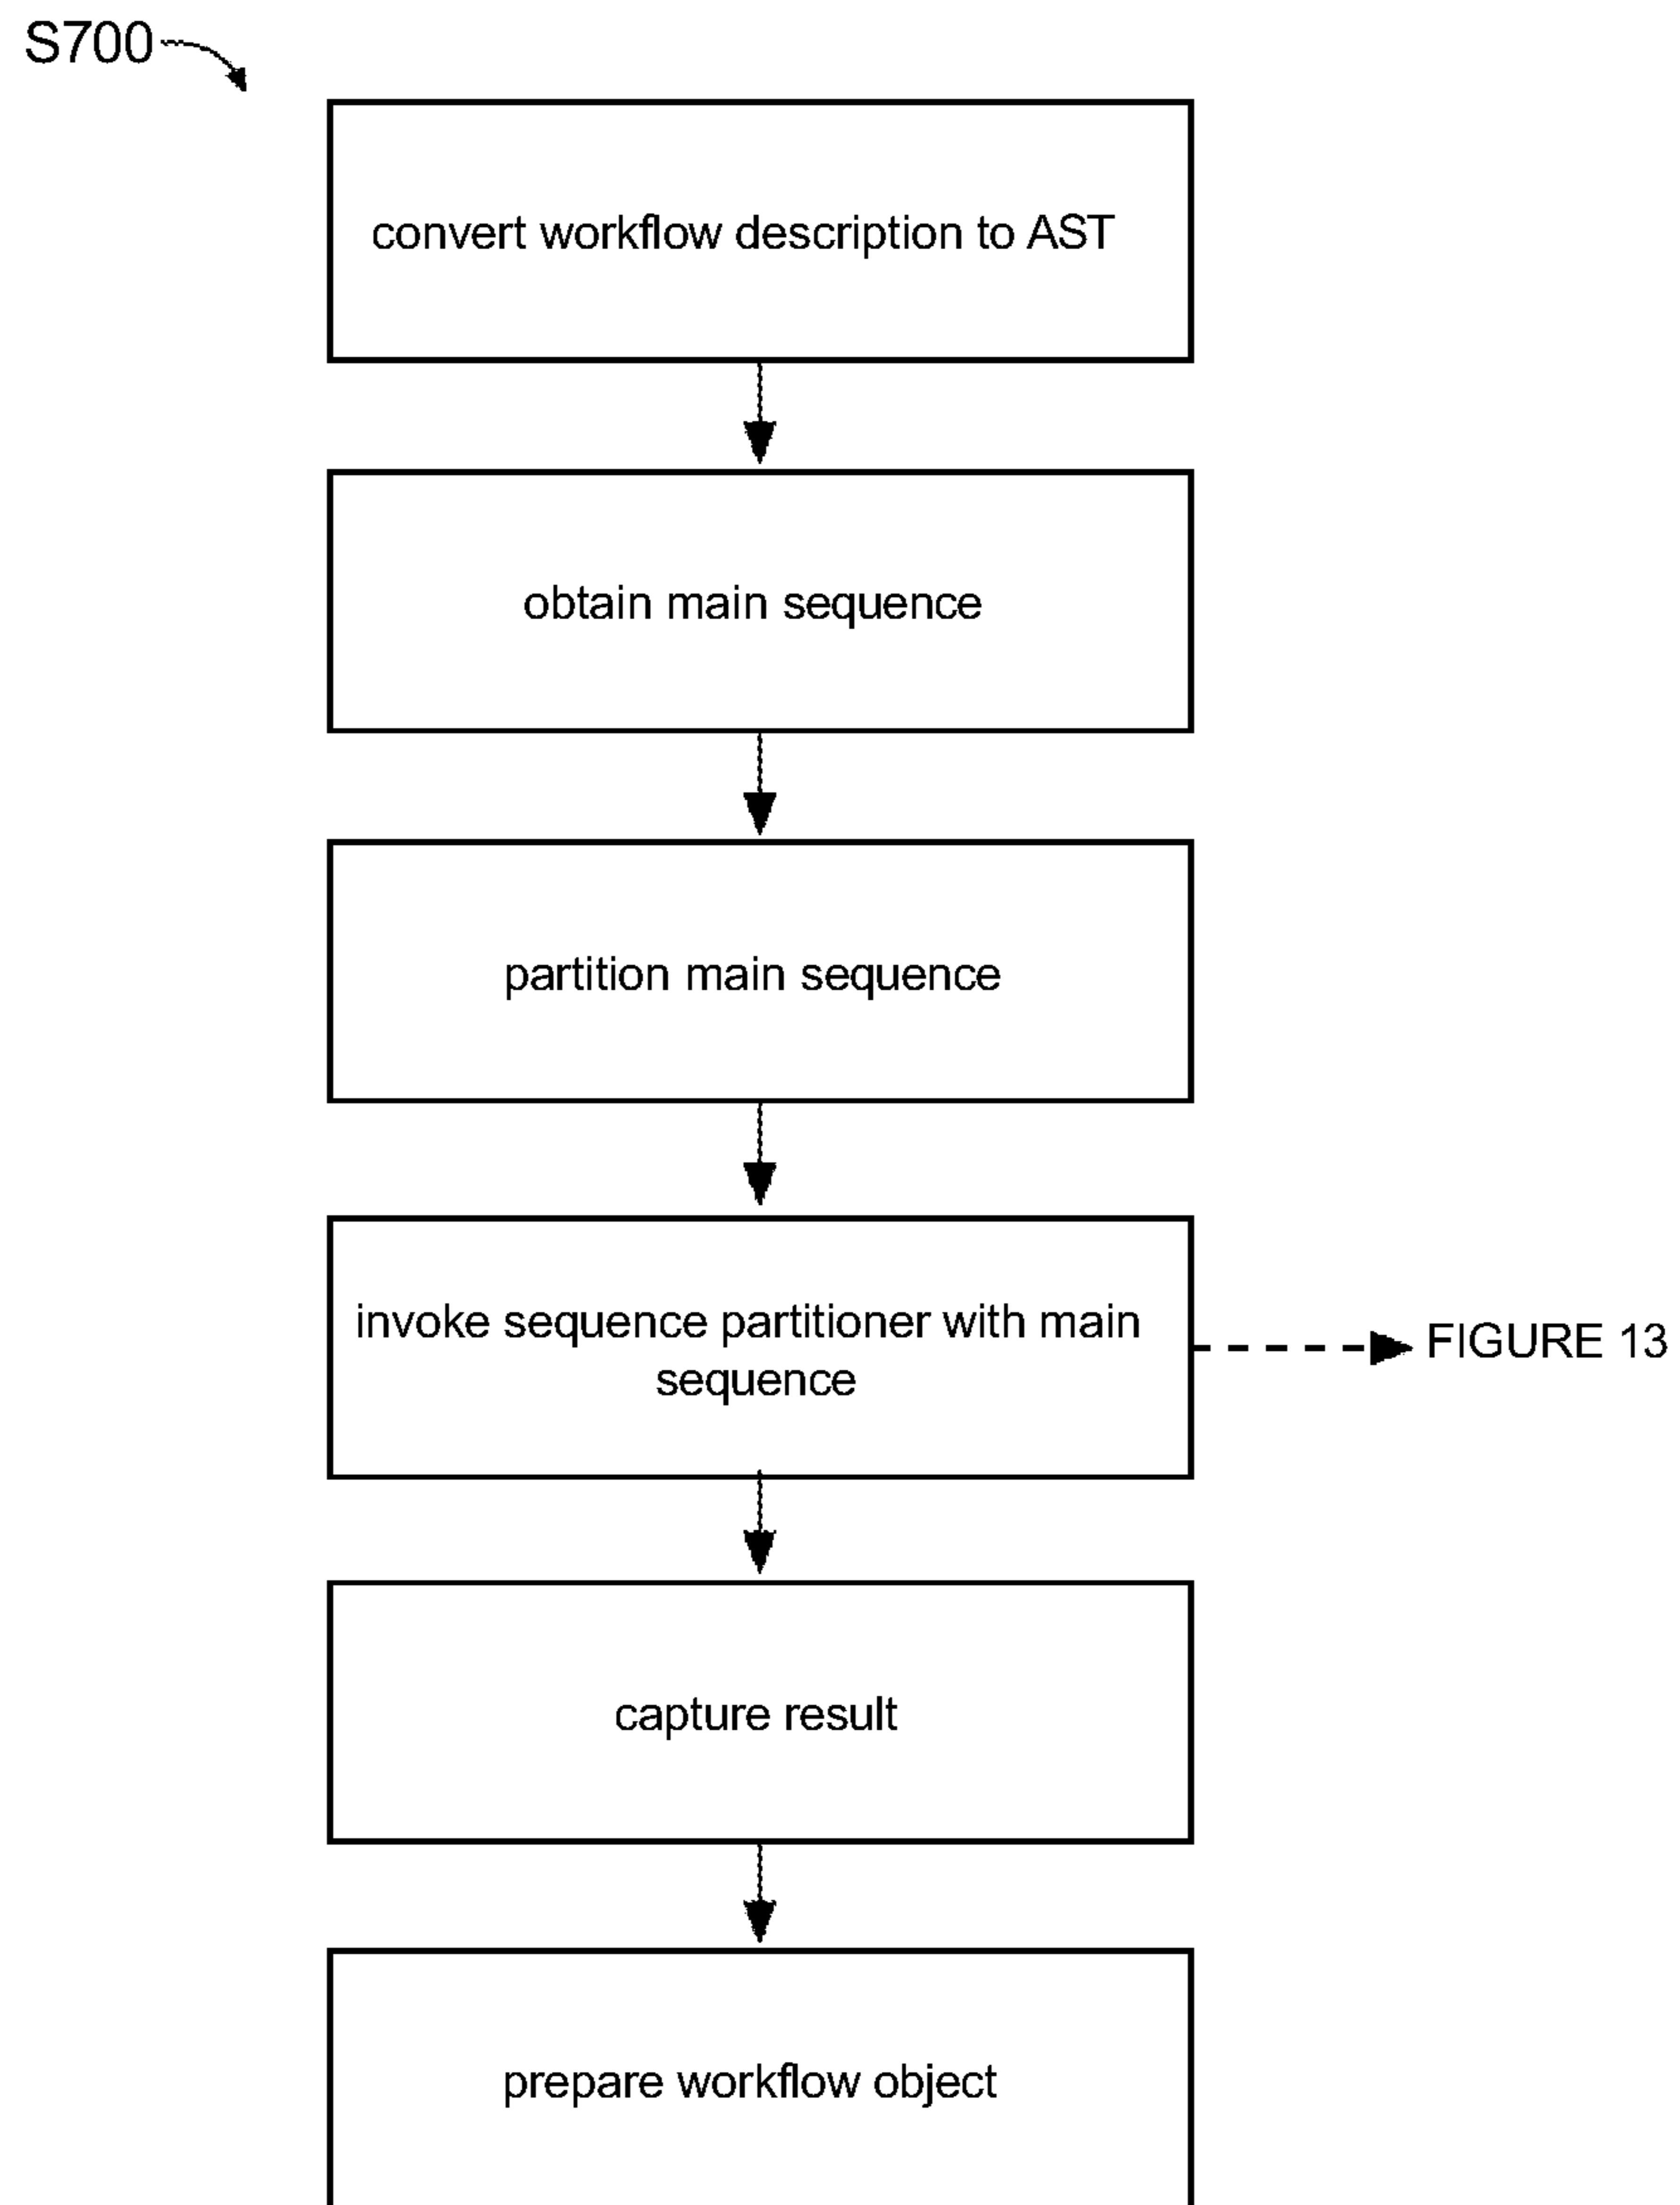 S700
convert workflow description to AST
obtain main sequence
partition main sequence
invoke sequence partitioner with main
sequence
FIGURE 13
capture result
prepare workflow object